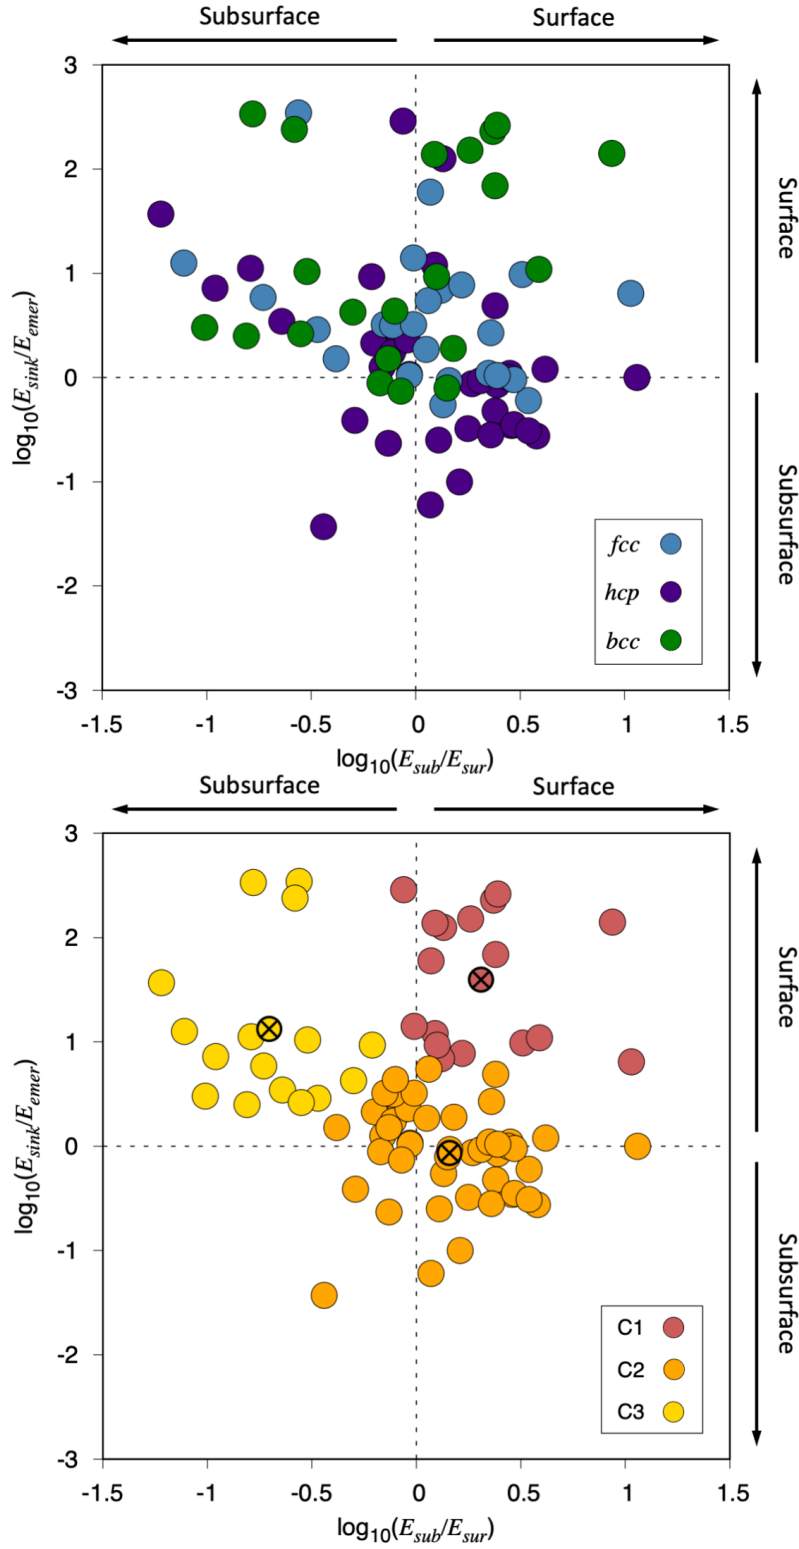 Subsurface Surface
3
2
1
0
-1
-2
-3
log10(Esink/Eemer)
Surface
Subsurface
fcc
hcp
bcc
-1.5 -1 -0.5 0 0.5 1 1.5
log10(Esub/Esur)
Subsurface Surface
3
2
1
0
-1
-2
-3
log10(Esink/Eemer)
Surface
Subsurface
C1
C2
C3
-1.5 -1 -0.5 0 0.5 1 1.5
log10(Esub/Esur)